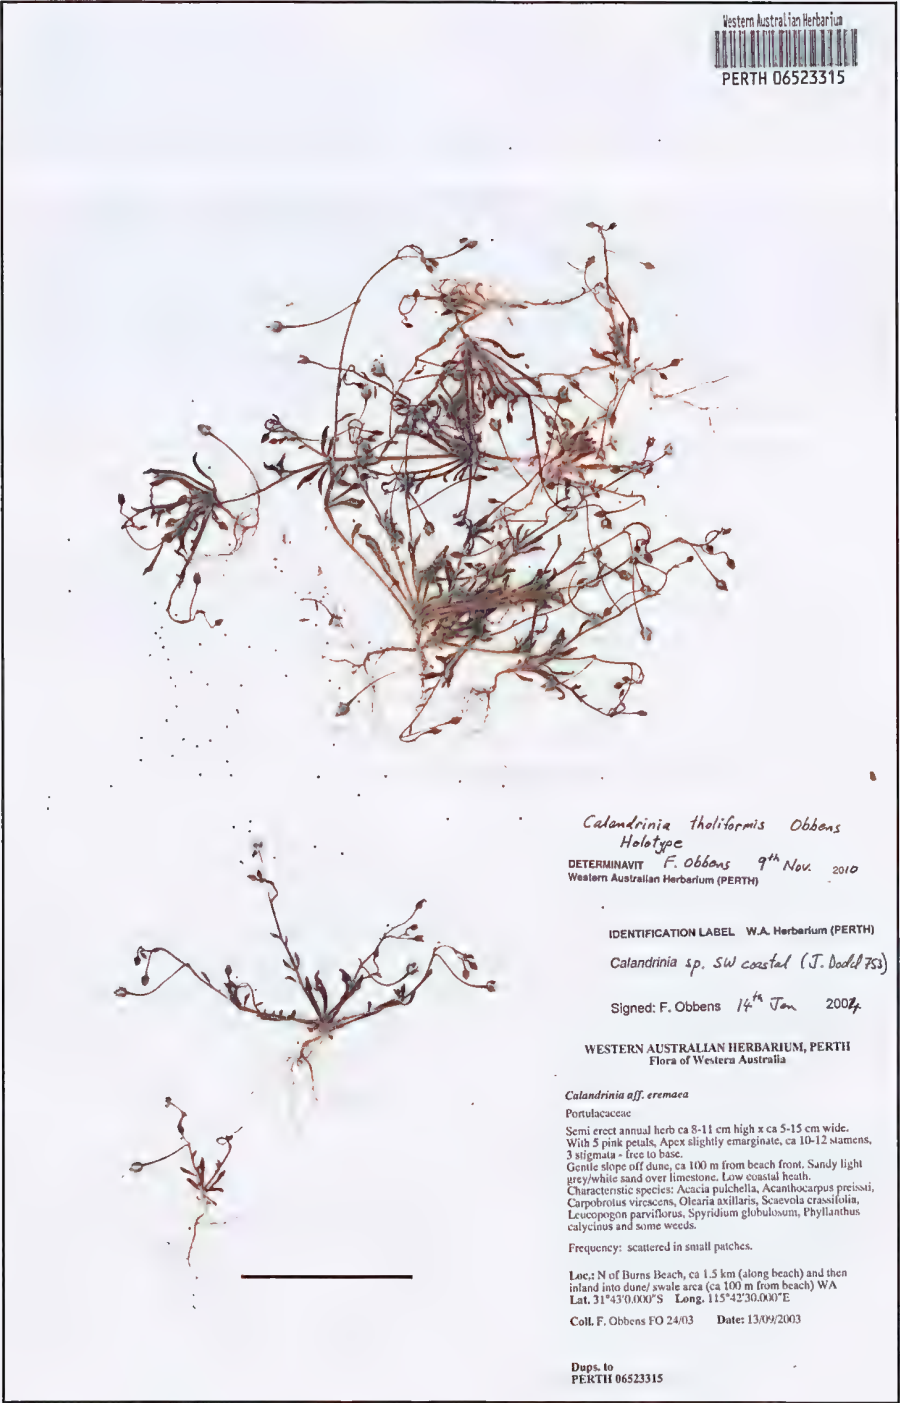 Western Australian Herbarium
PERTH 06523315
Calandrinia tholiformis Obbens
Holotype
DETERMINAVIT F. Obbens 9th Nov. 2010
Western Australian Herbarium (PERTH)
IDENTIFICATION LABEL W.A. Herbarium (PERTH)
Calandrinia sp. SW coastal (J. Dodd 753)
Signed: F. Obbens 14th Jan 2004
WESTERN AUSTRALIAN HERBARIUM, PERTH
Flora of Western Australia
Calandrinia aff. eremaea
Portulacaceae
Semi erect annual herb ca 8-11 cm high x ca 5-15 cm wide.
With 5 pink petals, Apex slightly emarginate, ca 10-12 stamens,
3 stigmata - free to base.
Gentle slope off dune, ca 100 m from beach front. Sandy light
grey/white sand over limestone. Low coastal heath.
Characteristic species: Acacia pulchella, Acanthocarpus preissii,
Carpobrotus virescens, Olearia axillaris, Scaevola crassifolia,
Leucopogon parviflorus, Spyridium globulosum, Phyllanthus
calycinus and some weeds.
Frequency: scattered in small patches.
Loc.: N of Burns Beach, ca 1.5 km (along beach) and then
inland into dune/ swale area (ca 100 m from beach) WA
Lat. 31°43'0.000"S Long. 115°42'30.000"E
Coll. F. Obbens FO 24/03 Date: 13/09/2003
Dups. to
PERTH 06523315